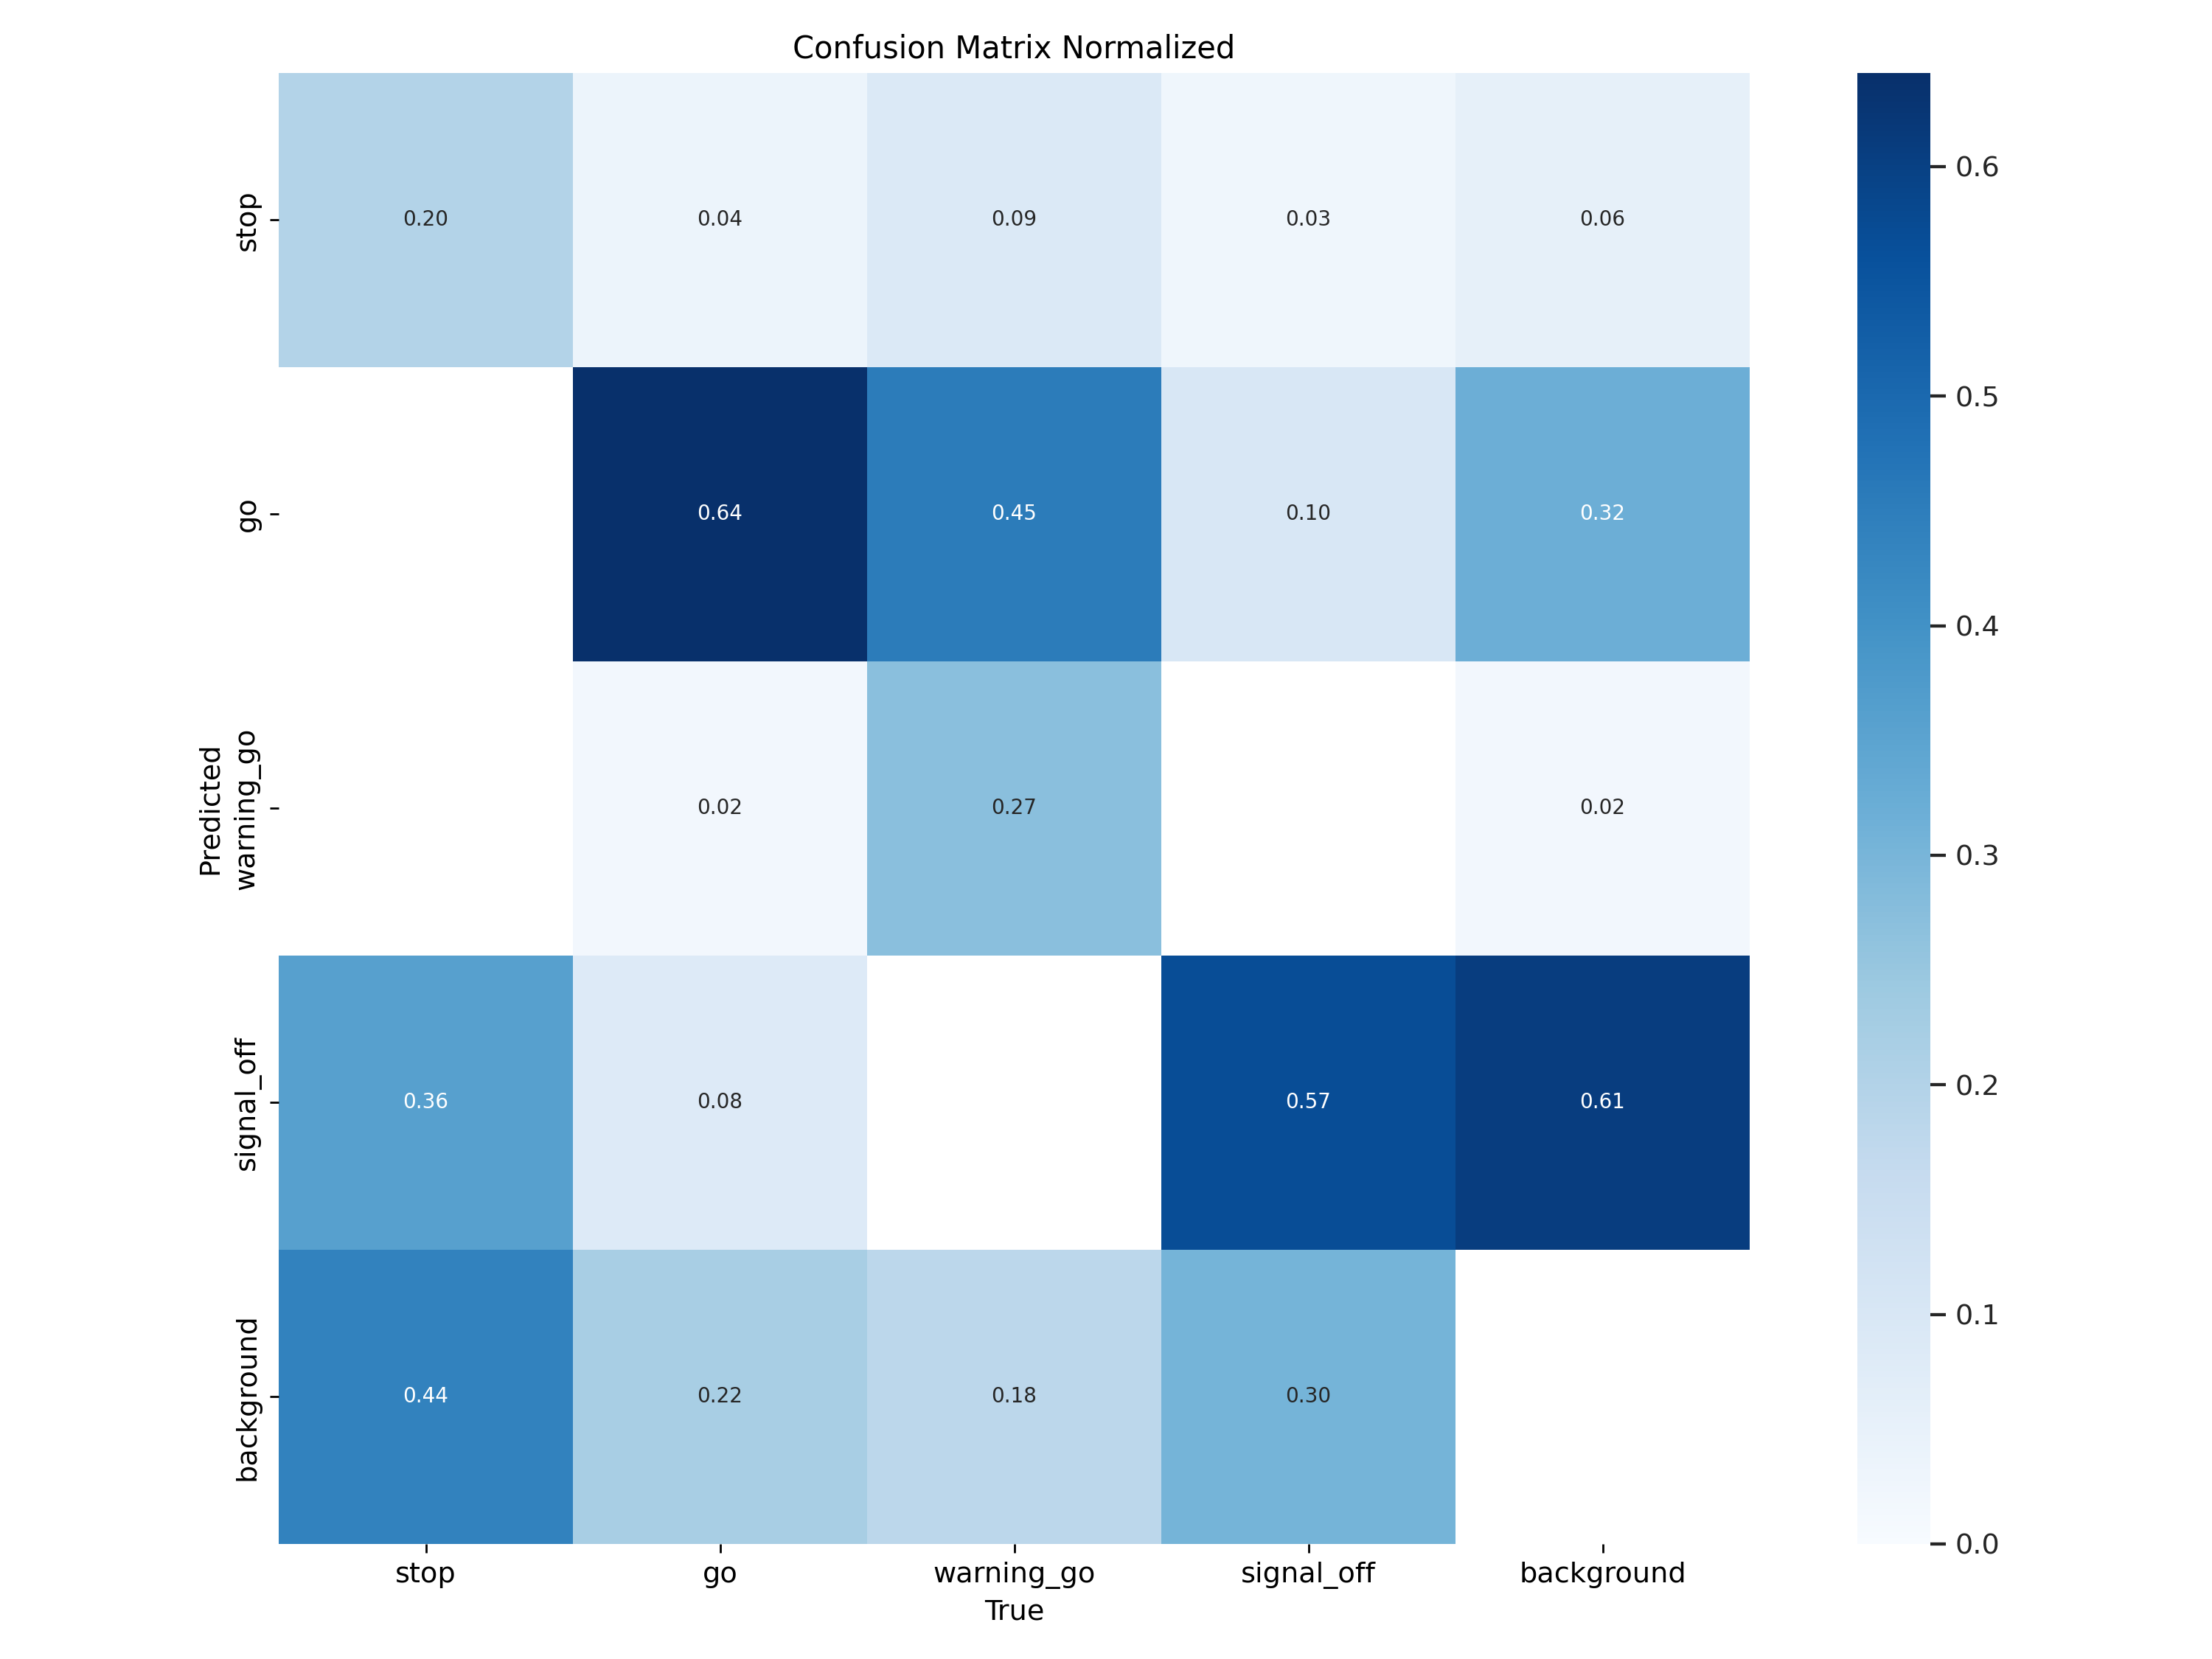 Confusion Matrix Normalized
stop
0.20
0.04
0.09
0.03
0.06
go
0.64
0.45
0.10
0.32
Predicted
warning_go
0.02
0.27
0.02
signal_off
0.36
0.08
0.57
0.61
background
0.44
0.22
0.18
0.30
stop
go
warning_go
signal_off
background
True
0.6
0.5
0.4
0.3
0.2
0.1
0.0